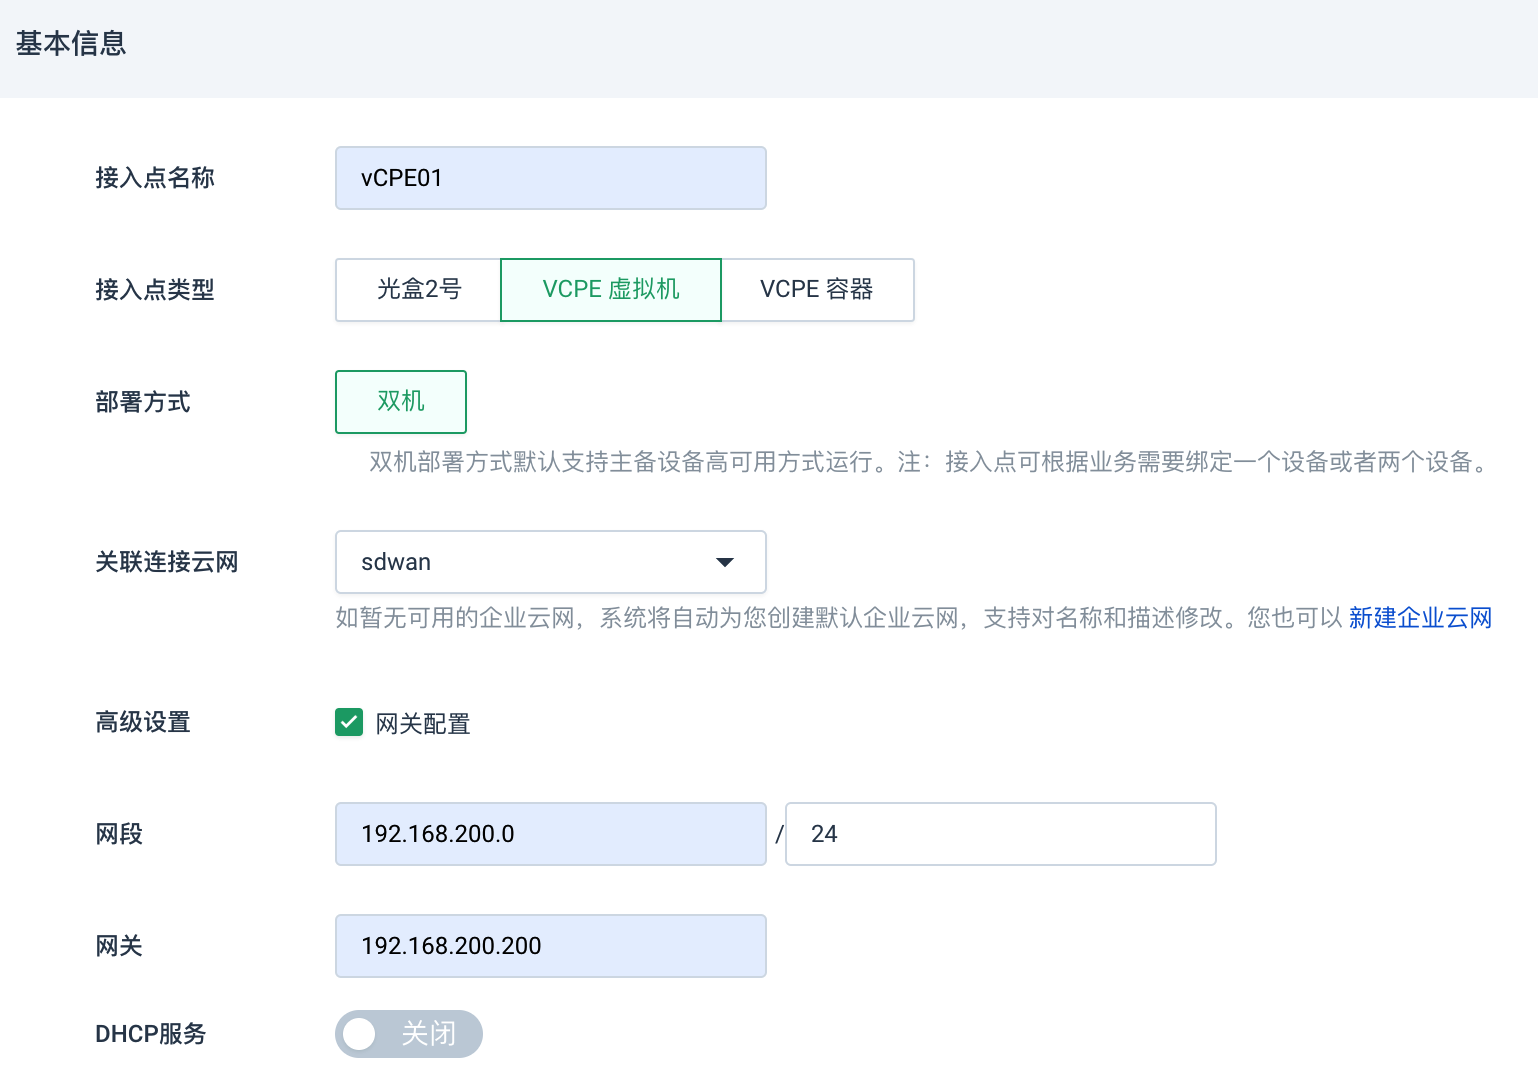 基本信息
接入点名称 vCPE01
接入点类型 光盒2号 VCPE 虚拟机 VCPE 容器
部署方式 双机
双机部署方式默认支持主备设备高可用方式运行。注：接入点可根据业务需要绑定一个设备或者两个设备。
关联连接云网 sdwan
如暂无可用的企业云网，系统将自动为您创建默认企业云网，支持对名称和描述修改。您也可以 新建企业云网
高级设置 网关配置
网段 192.168.200.0 / 24
网关 192.168.200.200
DHCP服务 关闭